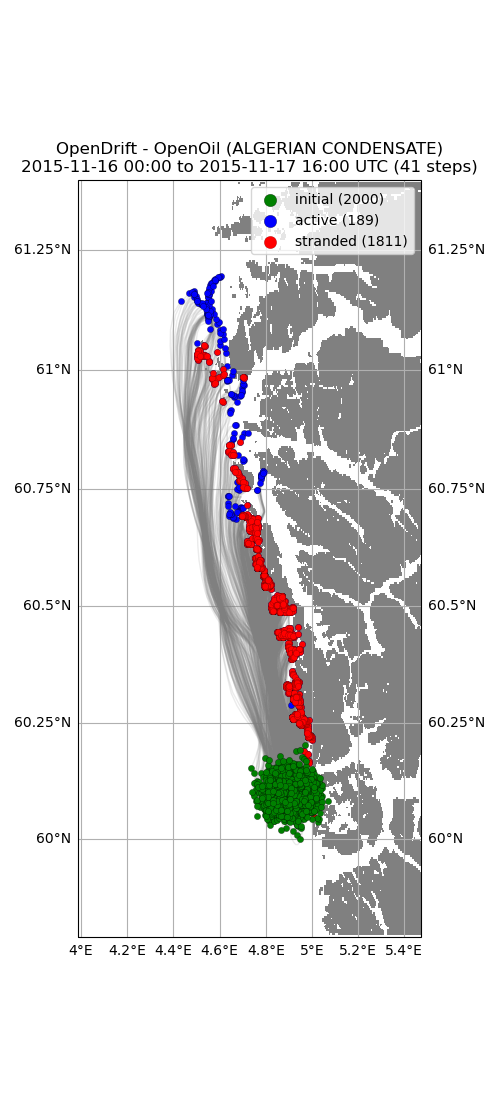 OpenDrift - OpenOil (ALGERIAN CONDENSATE)
2015-11-16 00:00 to 2015-11-17 16:00 UTC (41 steps)
initial (2000)
active (189)
stranded (1811)
61.25°N 61.25°N
61°N 61°N
60.75°N 60.75°N
60.5°N 60.5°N
60.25°N 60.25°N
60°N 60°N
4°E 4.2°E 4.4°E 4.6°E 4.8°E 5°E 5.2°E 5.4°E